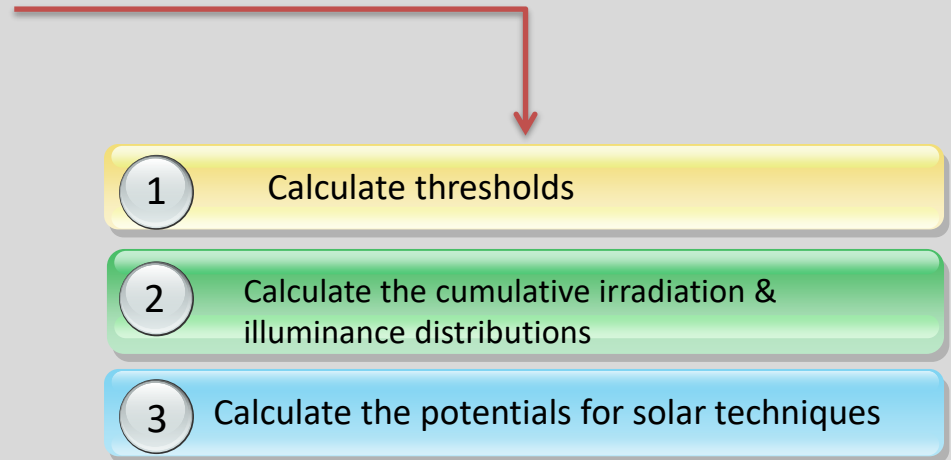 1 Calculate thresholds
2 Calculate the cumulative irradiation &
illuminance distributions
3 Calculate the potentials for solar techniques